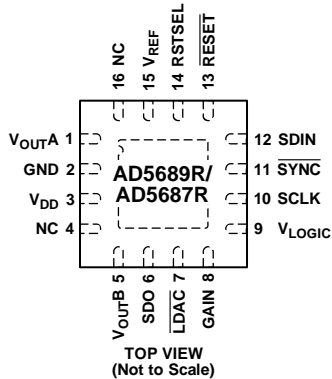 16 NC
15 VREF
14 RSTSEL
13 RESET
VOUTA 1
GND 2
VDD 3
NC 4
AD5689R/
AD5687R
12 SDIN
11 SYNC
10 SCLK
9 VLOGIC
VOUTB 5
SDO 6
LDAC 7
GAIN 8
TOP VIEW
(Not to Scale)